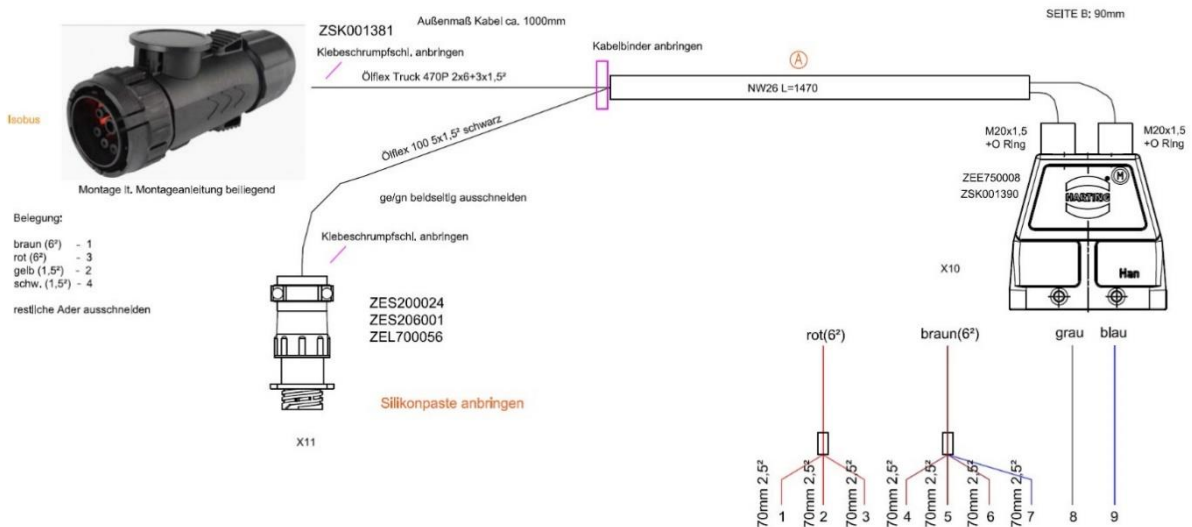 Außenmaß Kabel ca. 1000mm
SEITE B: 90mm
ZSK001381
Klebeschrumpfschl. anbringen
Kabelbinder anbringen
A
Ölflex Truck 470P 2x6+3x1,5²
NW26 L=1470
Isobus
M20x1,5
+O Ring
M20x1,5
+O Ring
Ölflex 100 5x1,5² schwarz
ZEE750008
ZSK001390
M
HARTING
Montage lt. Montageanleitung beiliegend
ge/gn beidseitig ausschneiden
Belegung:
braun (6²) - 1
rot (6²) - 3
gelb (1,5²) - 2
schw. (1,5²) - 4
restliche Ader ausschneiden
Klebeschrumpfschl. anbringen
X10
Han
ZES200024
ZES206001
ZEL700056
rot(6²)
braun(6²)
grau
blau
Silikonpaste anbringen
X11
70mm 2,5²
70mm 2,5²
70mm 2,5²
70mm 2,5²
70mm 2,5²
70mm 2,5²
70mm 2,5²
1 2 3 4 5 6 7 8 9